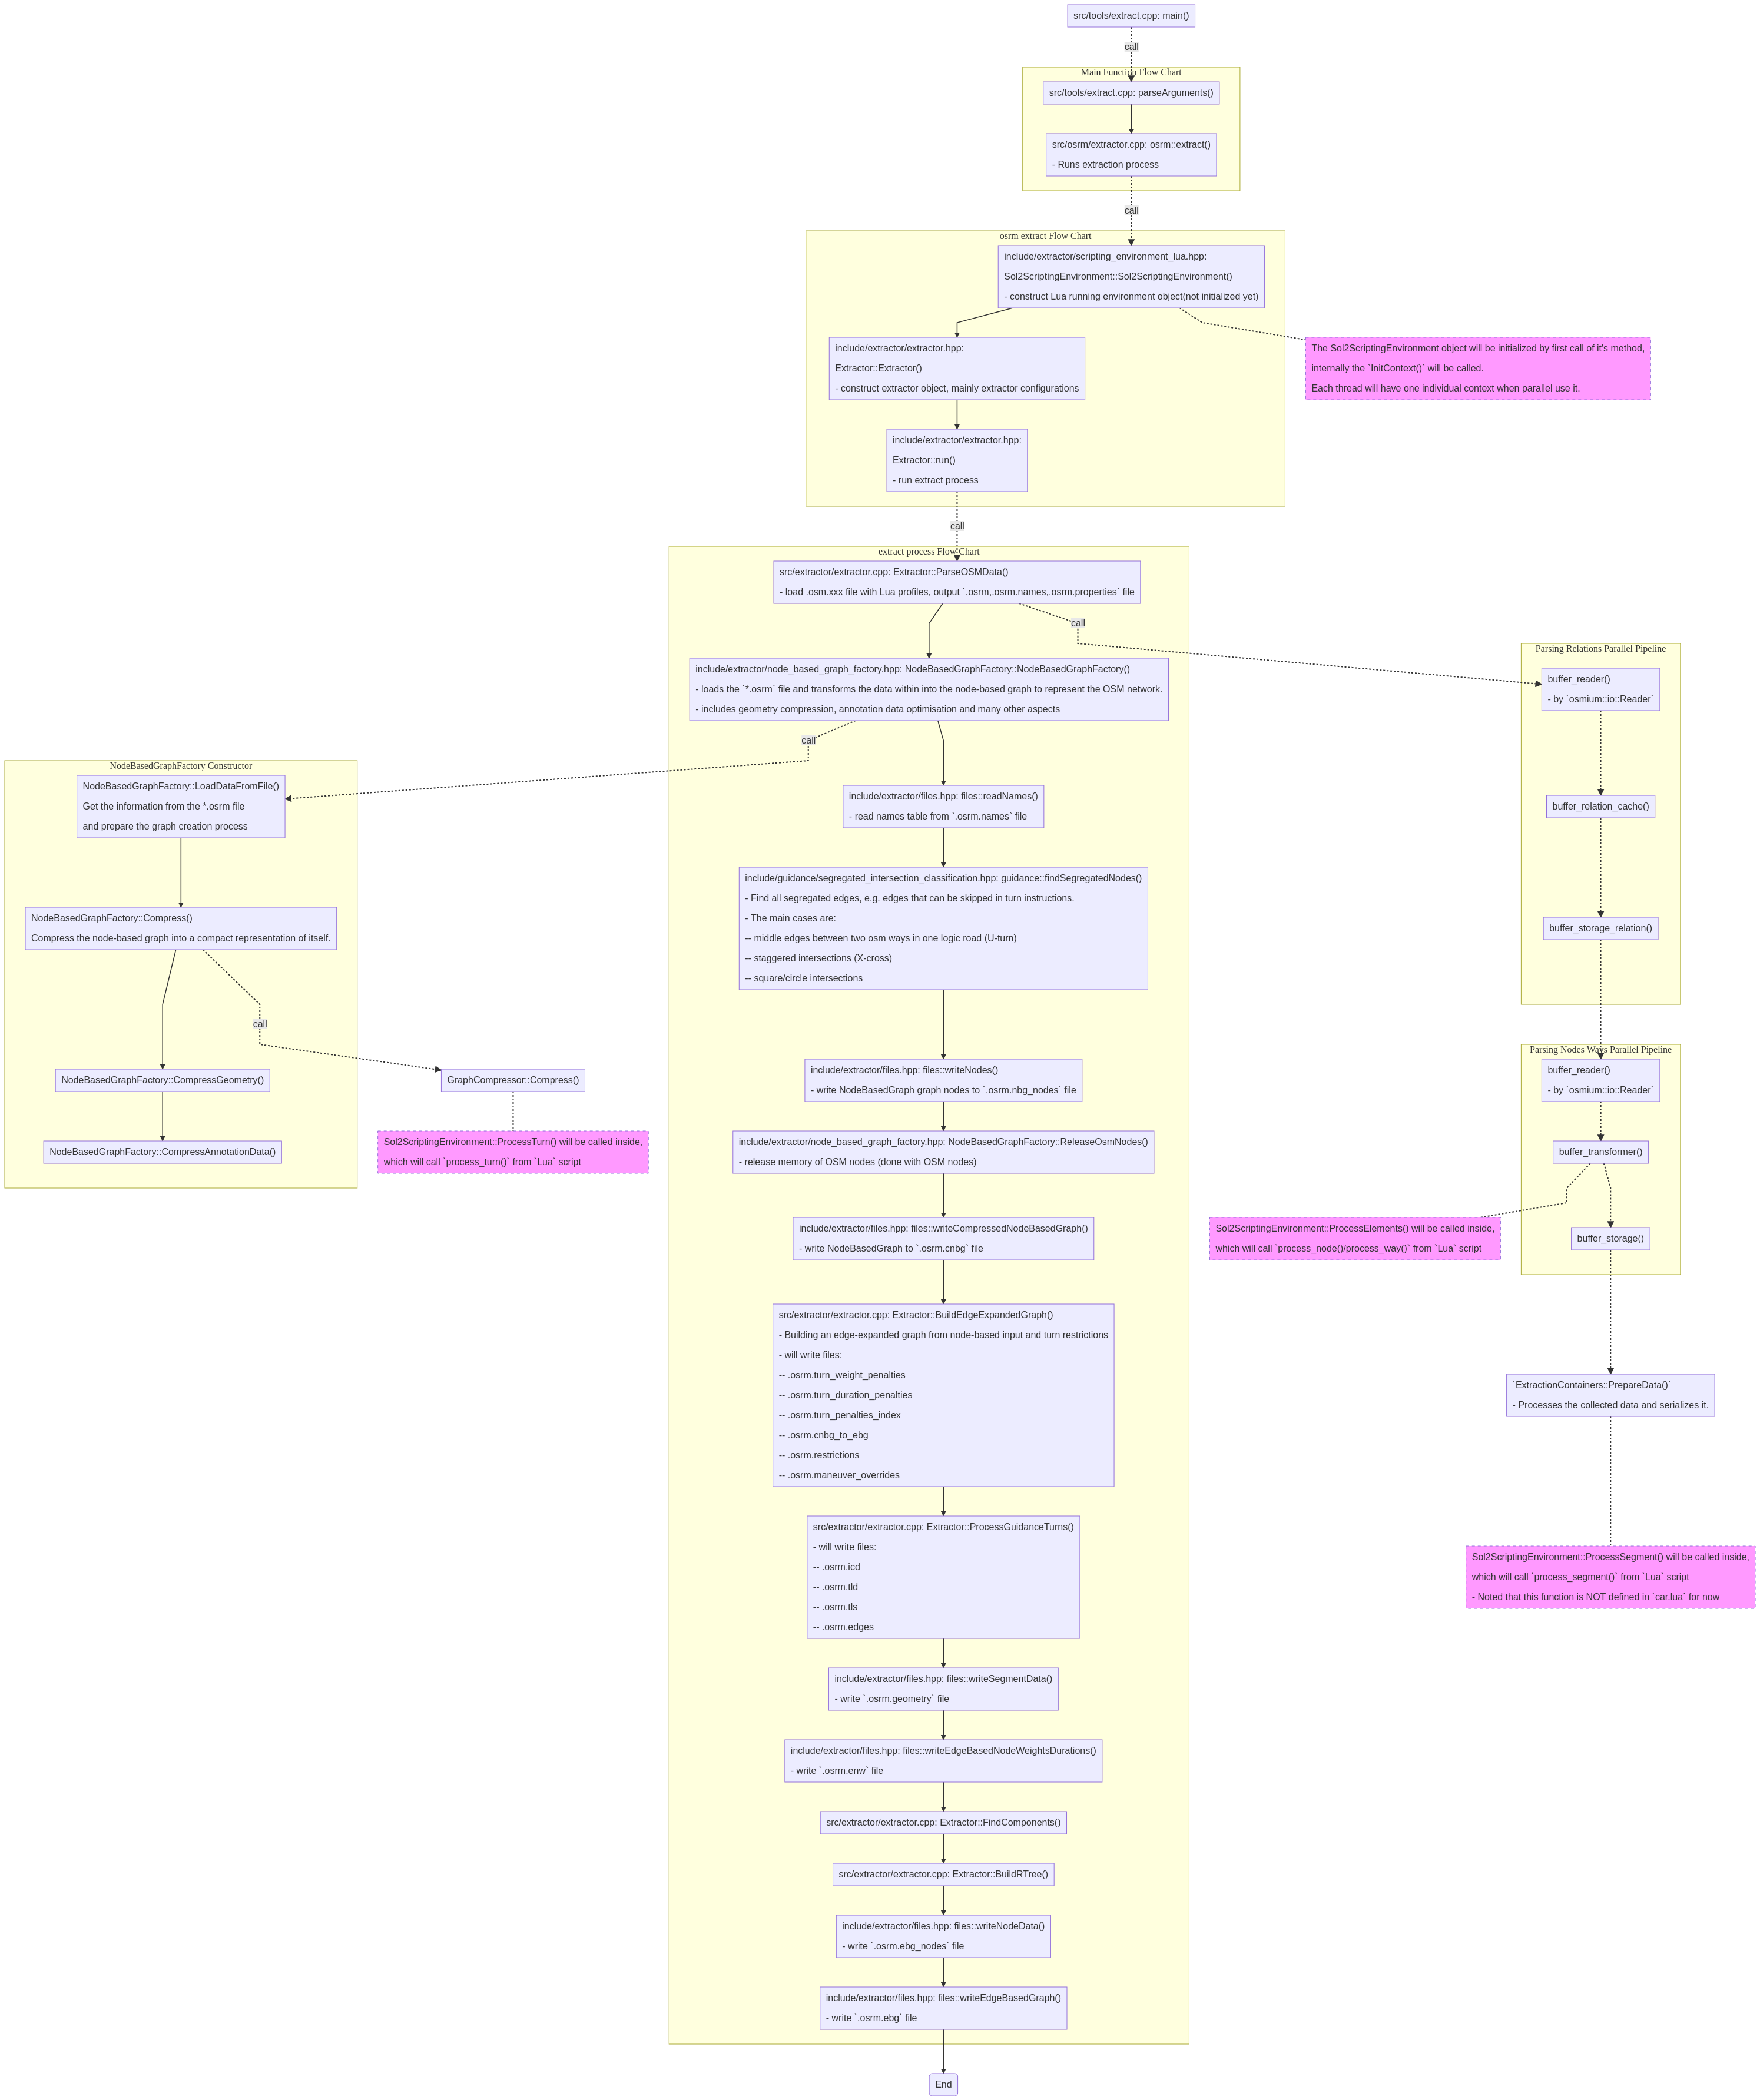 src/tools/extract.cpp: main()
call
Main Function Flow Chart
src/tools/extract.cpp: parseArguments()
src/osrm/extractor.cpp: osrm::extract()
- Runs extraction process
call
osrm extract Flow Chart
include/extractor/scripting_environment_lua.hpp:
Sol2ScriptingEnvironment::Sol2ScriptingEnvironment()
- construct Lua running environment object(not initialized yet)
The Sol2ScriptingEnvironment object will be initialized by first call of it's method,
internally the `InitContext()` will be called.
Each thread will have one individual context when parallel use it.
include/extractor/extractor.hpp:
Extractor::Extractor()
- construct extractor object, mainly extractor configurations
include/extractor/extractor.hpp:
Extractor::run()
- run extract process
call
extract process Flow Chart
src/extractor/extractor.cpp: Extractor::ParseOSMData()
- load .osm.xxx file with Lua profiles, output `.osrm,.osrm.names,.osrm.properties` file
call
include/extractor/node_based_graph_factory.hpp: NodeBasedGraphFactory::NodeBasedGraphFactory()
- loads the `*.osrm` file and transforms the data within into the node-based graph to represent the OSM network.
- includes geometry compression, annotation data optimisation and many other aspects
call
Parsing Relations Parallel Pipeline
buffer_reader()
- by `osmium::io::Reader`
buffer_relation_cache()
buffer_storage_relation()
NodeBasedGraphFactory Constructor
NodeBasedGraphFactory::LoadDataFromFile()
Get the information from the *.osrm file
and prepare the graph creation process
NodeBasedGraphFactory::Compress()
Compress the node-based graph into a compact representation of itself.
call
NodeBasedGraphFactory::CompressGeometry()
GraphCompressor::Compress()
NodeBasedGraphFactory::CompressAnnotationData()
Sol2ScriptingEnvironment::ProcessTurn() will be called inside,
which will call `process_turn()` from `Lua` script
include/extractor/files.hpp: files::readNames()
- read names table from `.osrm.names` file
include/guidance/segregated_intersection_classification.hpp: guidance::findSegregatedNodes()
- Find all segregated edges, e.g. edges that can be skipped in turn instructions.
- The main cases are:
-- middle edges between two osm ways in one logic road (U-turn)
-- staggered intersections (X-cross)
-- square/circle intersections
include/extractor/files.hpp: files::writeNodes()
- write NodeBasedGraph graph nodes to `.osrm.nbg_nodes` file
include/extractor/node_based_graph_factory.hpp: NodeBasedGraphFactory::ReleaseOsmNodes()
- release memory of OSM nodes (done with OSM nodes)
include/extractor/files.hpp: files::writeCompressedNodeBasedGraph()
- write NodeBasedGraph to `.osrm.cnbg` file
Parsing Nodes Ways Parallel Pipeline
buffer_reader()
- by `osmium::io::Reader`
buffer_transformer()
Sol2ScriptingEnvironment::ProcessElements() will be called inside,
which will call `process_node()/process_way()` from `Lua` script
buffer_storage()
`ExtractionContainers::PrepareData()`
- Processes the collected data and serializes it.
Sol2ScriptingEnvironment::ProcessSegment() will be called inside,
which will call `process_segment()` from `Lua` script
- Noted that this function is NOT defined in `car.lua` for now
src/extractor/extractor.cpp: Extractor::BuildEdgeExpandedGraph()
- Building an edge-expanded graph from node-based input and turn restrictions
- will write files:
-- .osrm.turn_weight_penalties
-- .osrm.turn_duration_penalties
-- .osrm.turn_penalties_index
-- .osrm.cnbg_to_ebg
-- .osrm.restrictions
-- .osrm.maneuver_overrides
src/extractor/extractor.cpp: Extractor::ProcessGuidanceTurns()
- will write files:
-- .osrm.icd
-- .osrm.tld
-- .osrm.tls
-- .osrm.edges
include/extractor/files.hpp: files::writeSegmentData()
- write `.osrm.geometry` file
include/extractor/files.hpp: files::writeEdgeBasedNodeWeightsDurations()
- write `.osrm.enw` file
src/extractor/extractor.cpp: Extractor::FindComponents()
src/extractor/extractor.cpp: Extractor::BuildRTree()
include/extractor/files.hpp: files::writeNodeData()
- write `.osrm.ebg_nodes` file
include/extractor/files.hpp: files::writeEdgeBasedGraph()
- write `.osrm.ebg` file
End